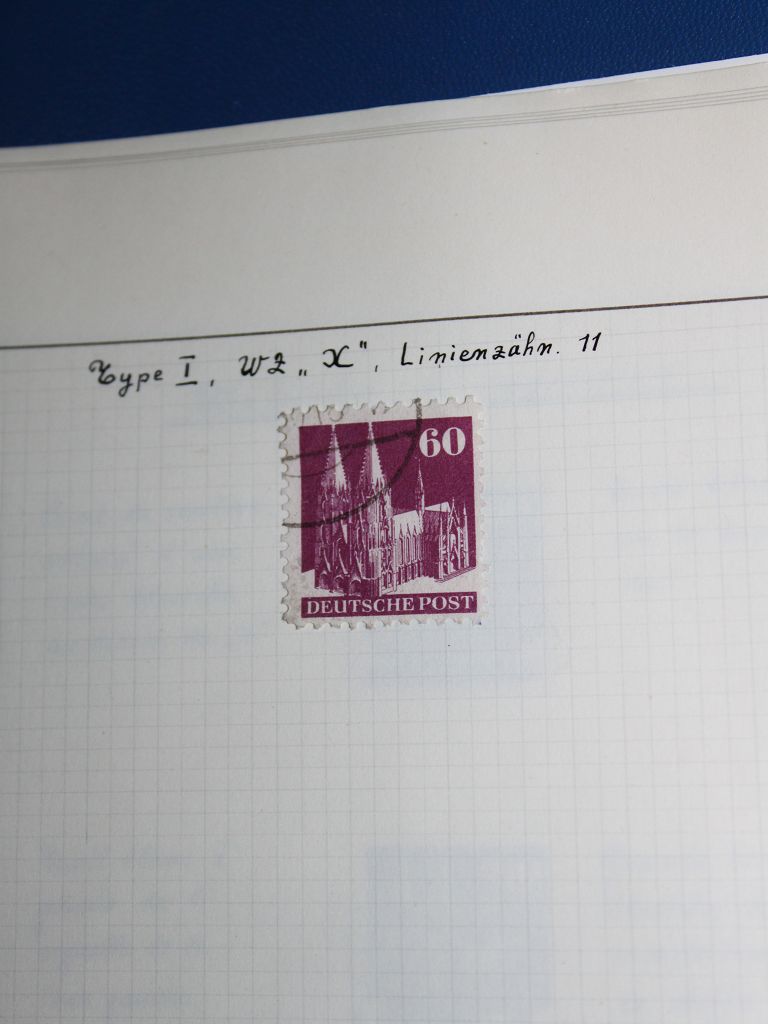 Type I, WZ „X", Linienzähn. 11
60
DEUTSCHE POST